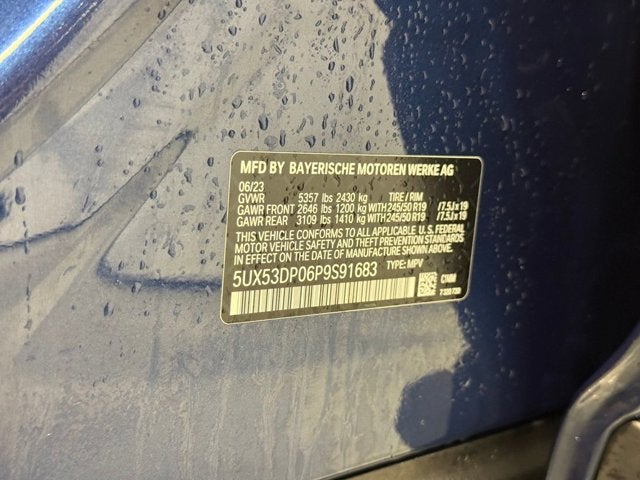 MFD BY BAYERISCHE MOTOREN WERKE AG
06/23
GVWR 5357 lbs 2430 kg TIRE / RIM
GAWR FRONT 2646 lbs 1200 kg WITH 245/50 R19 /7.5J x 19
GAWR REAR 3109 lbs 1410 kg WITH 245/50 R19 /7.5J x 19
THIS VEHICLE CONFORMS TO ALL APPLICABLE U.S. FEDERAL
MOTOR VEHICLE SAFETY AND THEFT PREVENTION STANDARDS
IN EFFECT ON THE DATE OF MANUFACTURE SHOWN ABOVE.
5UX53DP06P9S91683 TYPE: MPV